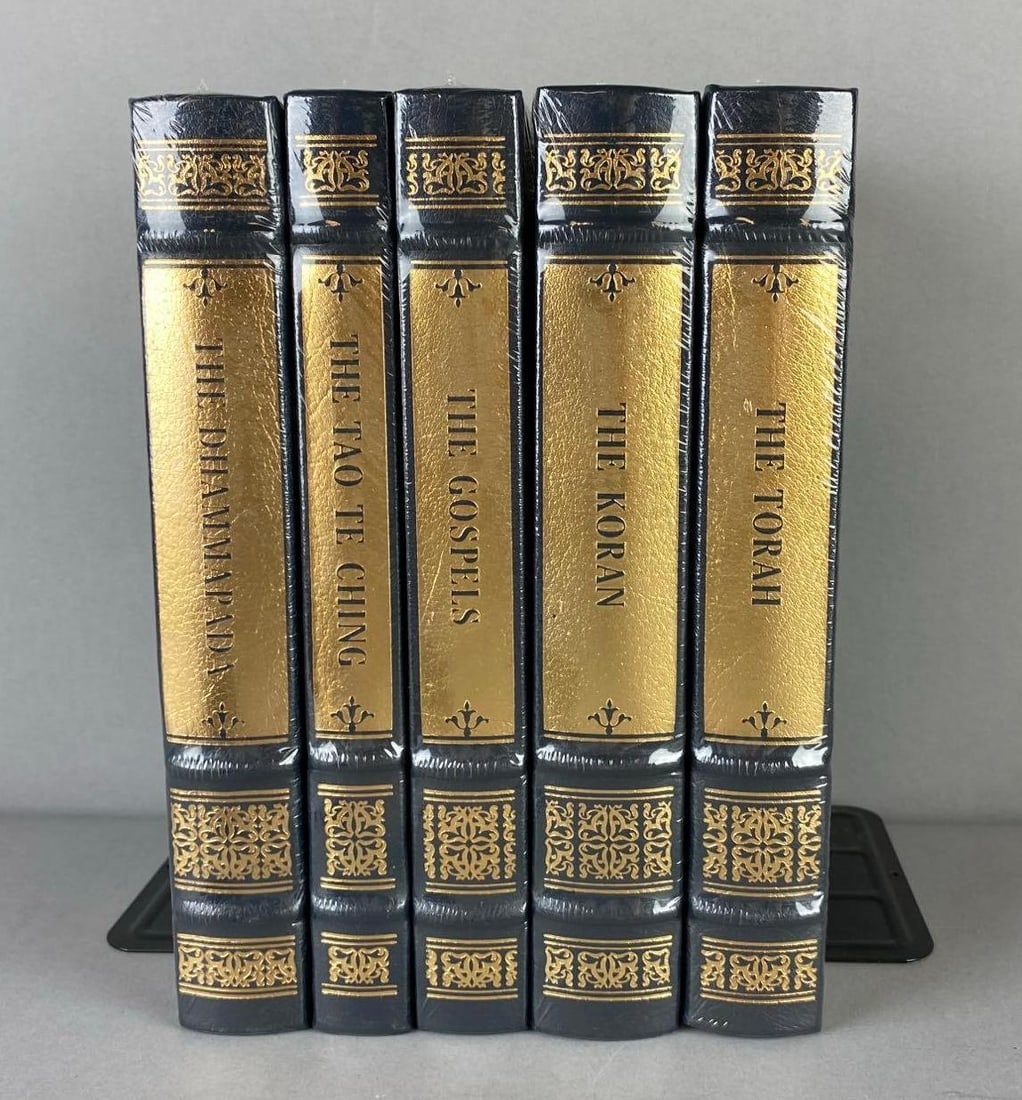 THE DHAMMAPADA
THE TAO TE CHING
THE GOSPELS
THE KORAN
THE TORAH